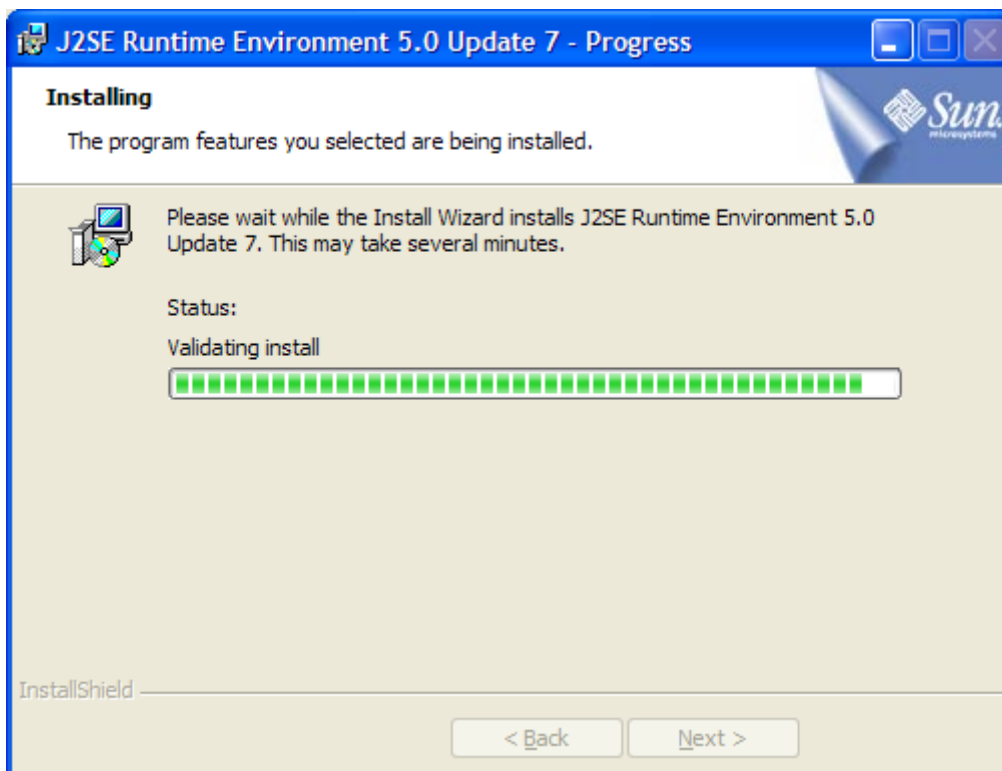 J2SE Runtime Environment 5.0 Update 7 - Progress
Installing
The program features you selected are being installed.
Sun
microsystems
Please wait while the Install Wizard installs J2SE Runtime Environment 5.0
Update 7. This may take several minutes.
Status:
Validating install
InstallShield
< Back
Next >